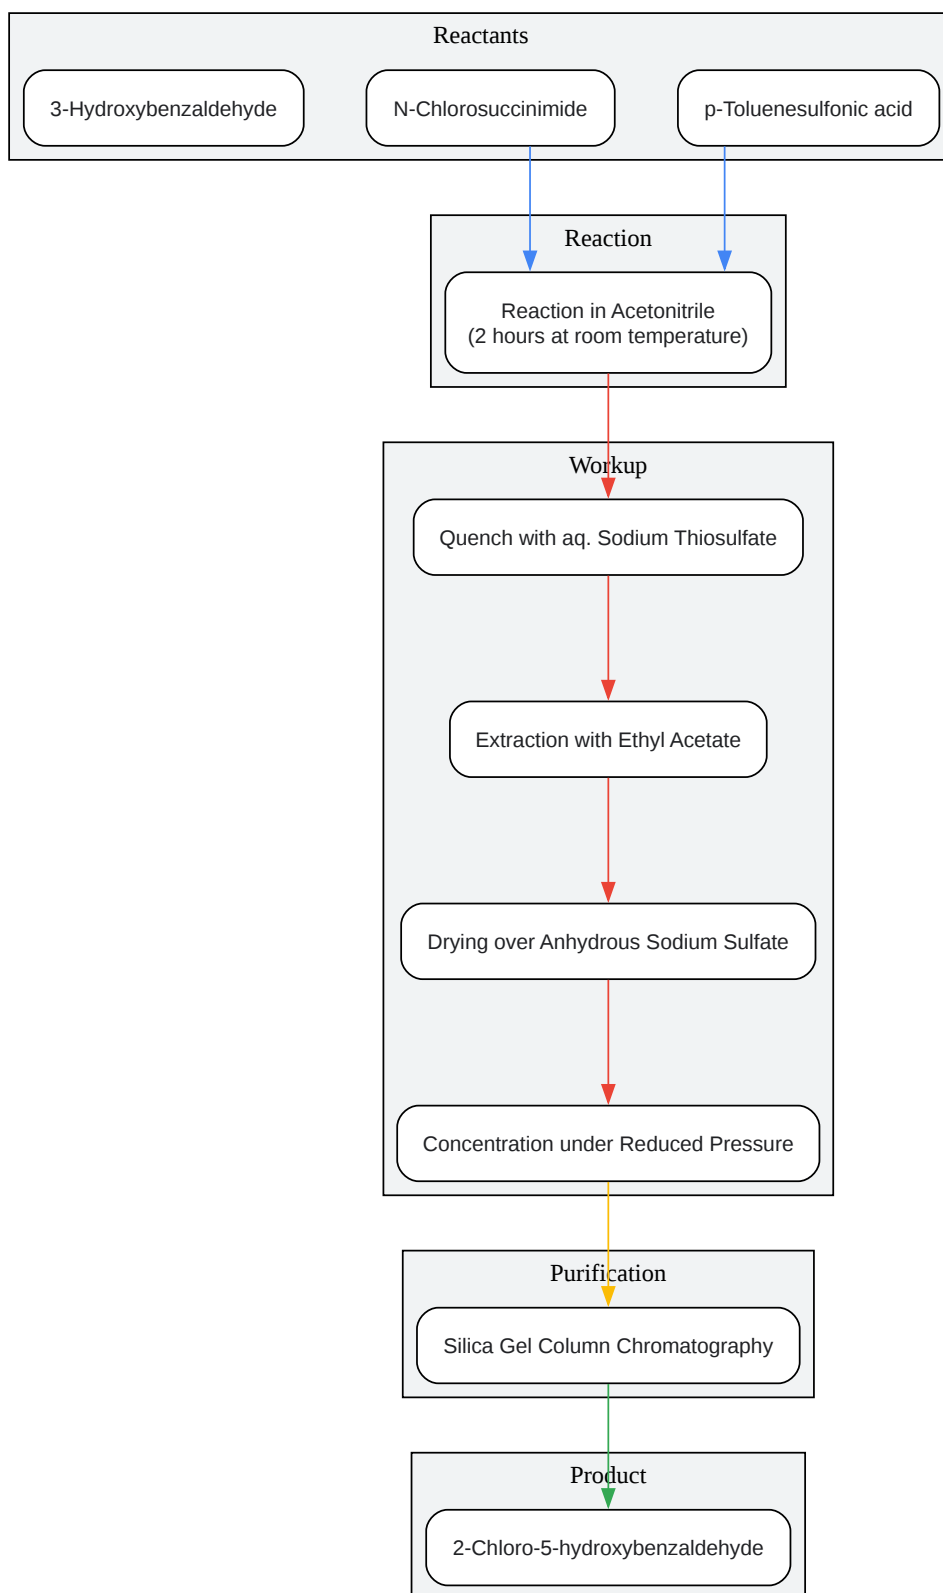 Reactants
3-Hydroxybenzaldehyde
N-Chlorosuccinimide
p-Toluenesulfonic acid
Reaction
Reaction in Acetonitrile
(2 hours at room temperature)
Workup
Quench with aq. Sodium Thiosulfate
Extraction with Ethyl Acetate
Drying over Anhydrous Sodium Sulfate
Concentration under Reduced Pressure
Purification
Silica Gel Column Chromatography
Product
2-Chloro-5-hydroxybenzaldehyde